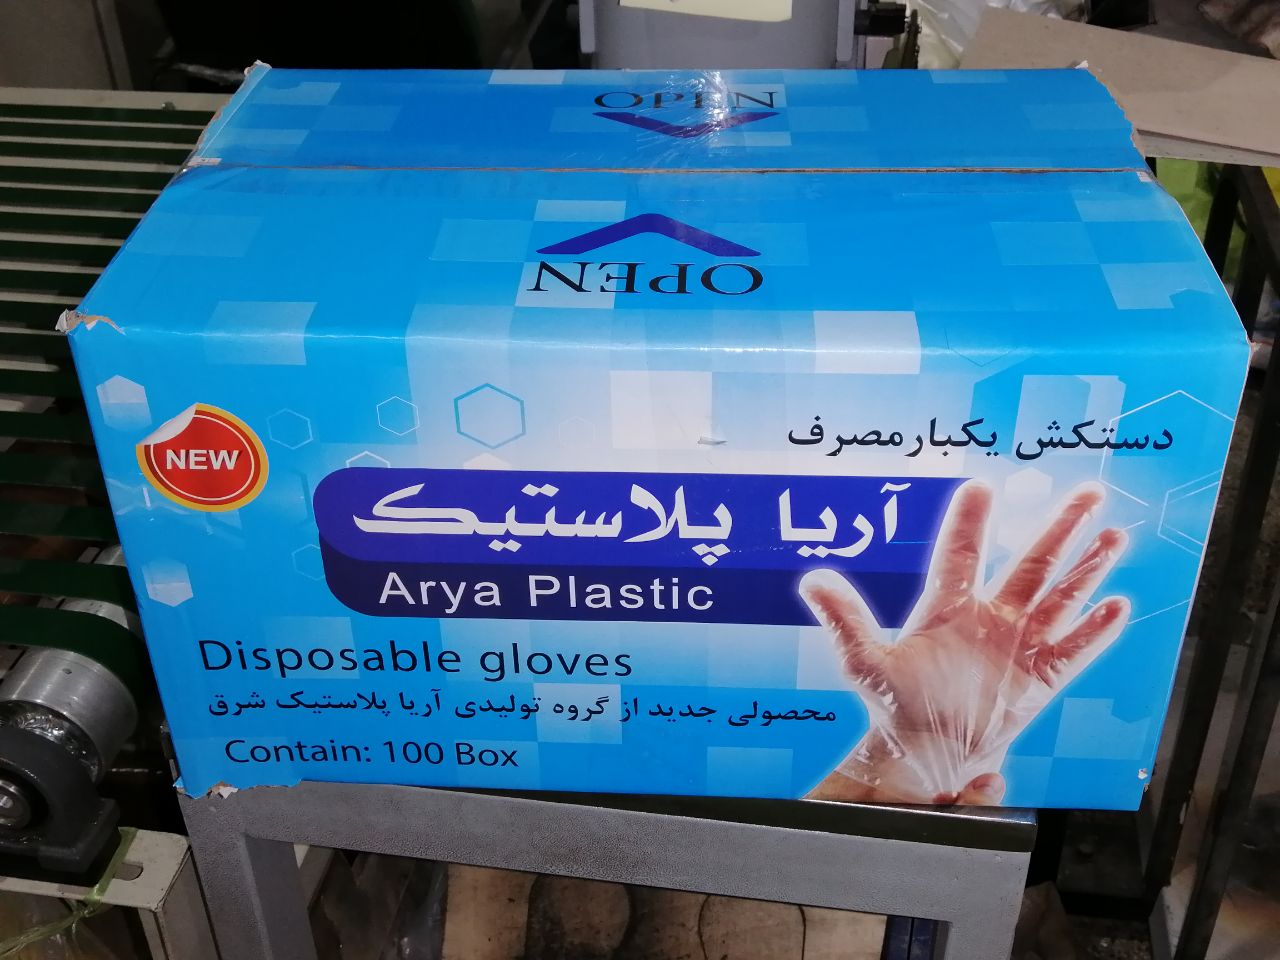 OPEN
OPEN
NEW
دستکش یکبارمصرف
آریا پلاستیک
Arya Plastic
Disposable gloves
محصولی جدید از گروه تولیدی آریا پلاستیک شرق
Contain: 100 Box